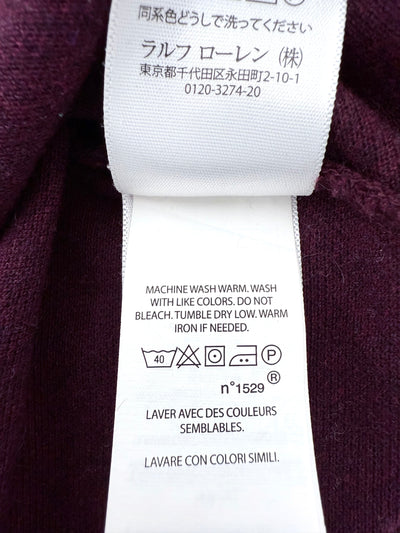 同系色どうしで洗ってください
ラルフ ローレン (株)
東京都千代田区永田町2-10-1
0120-3274-20
MACHINE WASH WARM. WASH
WITH LIKE COLORS. DO NOT
BLEACH. TUMBLE DRY LOW. WARM
IRON IF NEEDED.
40 P
n°1529 ®
LAVER AVEC DES COULEURS
SEMBLABLES.
LAVARE CON COLORI SIMILI.